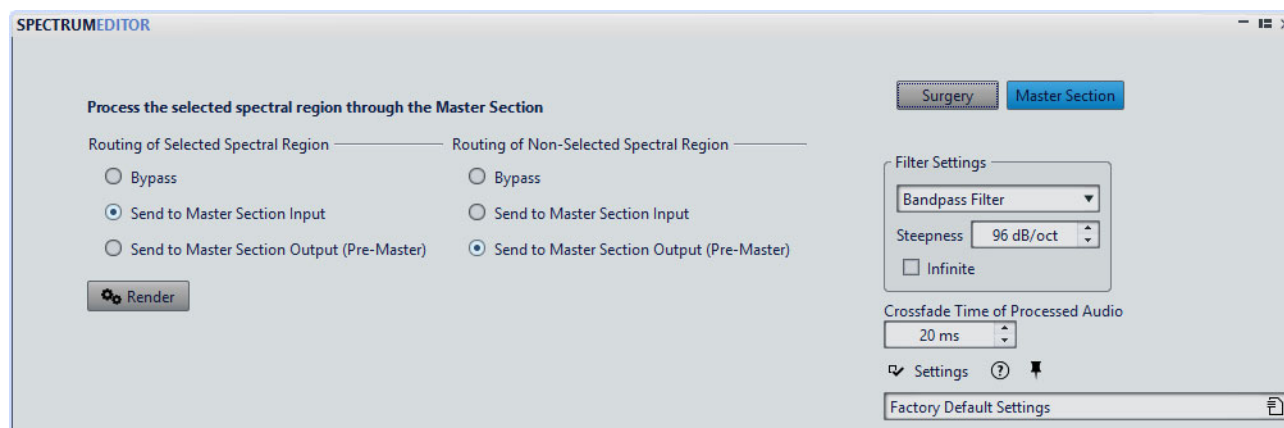 SPECTRUMEDITOR
Surgery Master Section
Process the selected spectral region through the Master Section
Routing of Selected Spectral Region Routing of Non-Selected Spectral Region
Filter Settings
Bypass Bypass
Bandpass Filter
Send to Master Section Input Send to Master Section Input
Steepness 96 dB/oct
Send to Master Section Output (Pre-Master) Send to Master Section Output (Pre-Master)
Infinite
Render
Crossfade Time of Processed Audio
20 ms
Settings ?
Factory Default Settings